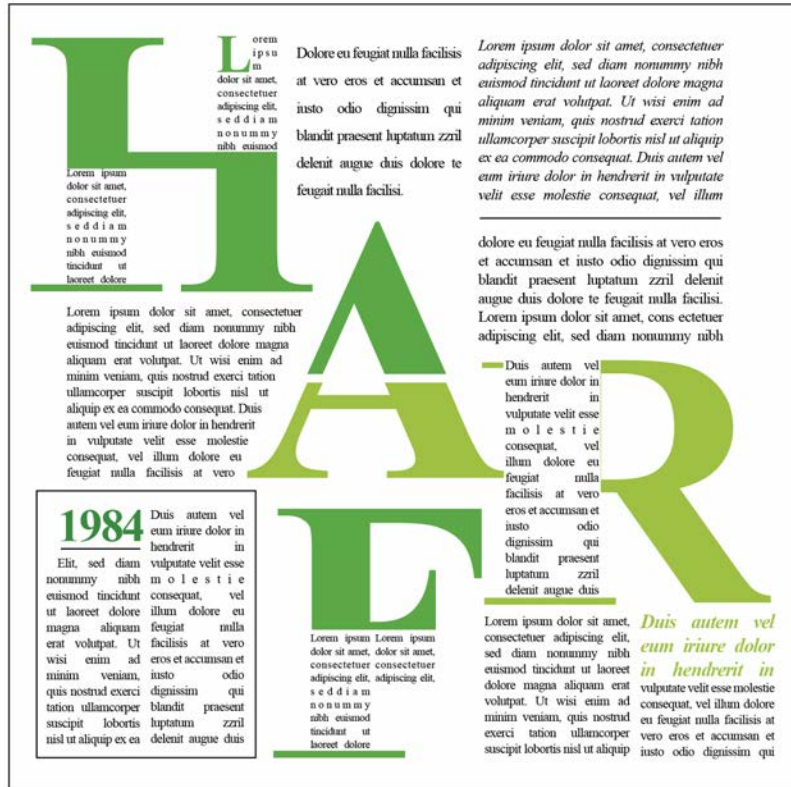 H
A
R
F
Lorem
ipsu
m
dolor sit amet,
consectetuer
adipiscing elit,
seddiam
nonummy
nibh euismod
Lorem ipsum
dolor sit amet,
consectetuer
adipiscing elit,
seddiam
nonummy
nibh euismod
tincidunt ut
laoreet dolore
Dolore eu feugiat nulla facilisis
at vero eros et accumsan et
iusto odio dignissim qui
blandit praesent luptatum zzril
delenit augue duis dolore te
feugait nulla facilisi.
Lorem ipsum dolor sit amet, consectetuer
adipiscing elit, sed diam nonummy nibh
euismod tincidunt ut laoreet dolore magna
aliquam erat volutpat. Ut wisi enim ad
minim veniam, quis nostrud exerci tation
ullamcorper suscipit lobortis nisl ut aliquip
ex ea commodo consequat. Duis autem vel
eum iriure dolor in hendrerit in vulputate
velit esse molestie consequat, vel illum
dolore eu feugiat nulla facilisis at vero eros
et accumsan et iusto odio dignissim qui
blandit praesent luptatum zzril delenit
augue duis dolore te feugait nulla facilisi.
Lorem ipsum dolor sit amet, cons ectetuer
adipiscing elit, sed diam nonummy nibh
Lorem ipsum dolor sit amet, consectetuer
adipiscing elit, sed diam nonummy nibh
euismod tincidunt ut laoreet dolore magna
aliquam erat volutpat. Ut wisi enim ad
minim veniam, quis nostrud exerci tation
ullamcorper suscipit lobortis nisl ut
aliquip ex ea commodo consequat. Duis
autem vel eum iriure dolor in hendrerit
in vulputate velit esse molestie
consequat, vel illum dolore eu
feugiat nulla facilisis at vero
Duis autem vel
eum iriure dolor in
hendrerit in
vulputate velit esse
molestie
consequat, vel
illum dolore eu
feugiat nulla
facilisis at vero
eros et accumsan et
iusto odio
dignissim qui
blandit praesent
luptatum zzril
delenit augue duis
1984
Elit, sed diam
nonummy nibh
euismod tincidunt
ut laoreet dolore
magna aliquam
erat volutpat. Ut
wisi enim ad
minim veniam,
quis nostrud exerci
tation ullamcorper
suscipit lobortis
nisl ut aliquip ex ea
Duis autem vel
eum iriure dolor in
hendrerit in
vulputate velit esse
molestie
consequat, vel
illum dolore eu
feugiat nulla
facilisis at vero
eros et accumsan et
iusto odio
dignissim qui
blandit praesent
luptatum zzril
delenit augue duis
Lorem ipsum
dolor sit amet,
consectetuer
adipiscing elit,
seddiam
nonummy
nibh euismod
tincidunt ut
laoreet dolore
Lorem ipsum
dolor sit amet,
consectetuer
adipiscing elit,
Lorem ipsum dolor sit amet,
consectetuer adipiscing elit,
sed diam nonummy nibh
euismod tincidunt ut laoreet
dolore magna aliquam erat
volutpat. Ut wisi enim ad
minim veniam, quis nostrud
exerci tation ullamcorper
suscipit lobortis nisl ut aliquip
Duis autem vel
eum iriure dolor
in hendrerit in
vulputate velit esse molestie
consequat, vel illum dolore
eu feugiat nulla facilisis at
vero eros et accumsan et
iusto odio dignissim qui